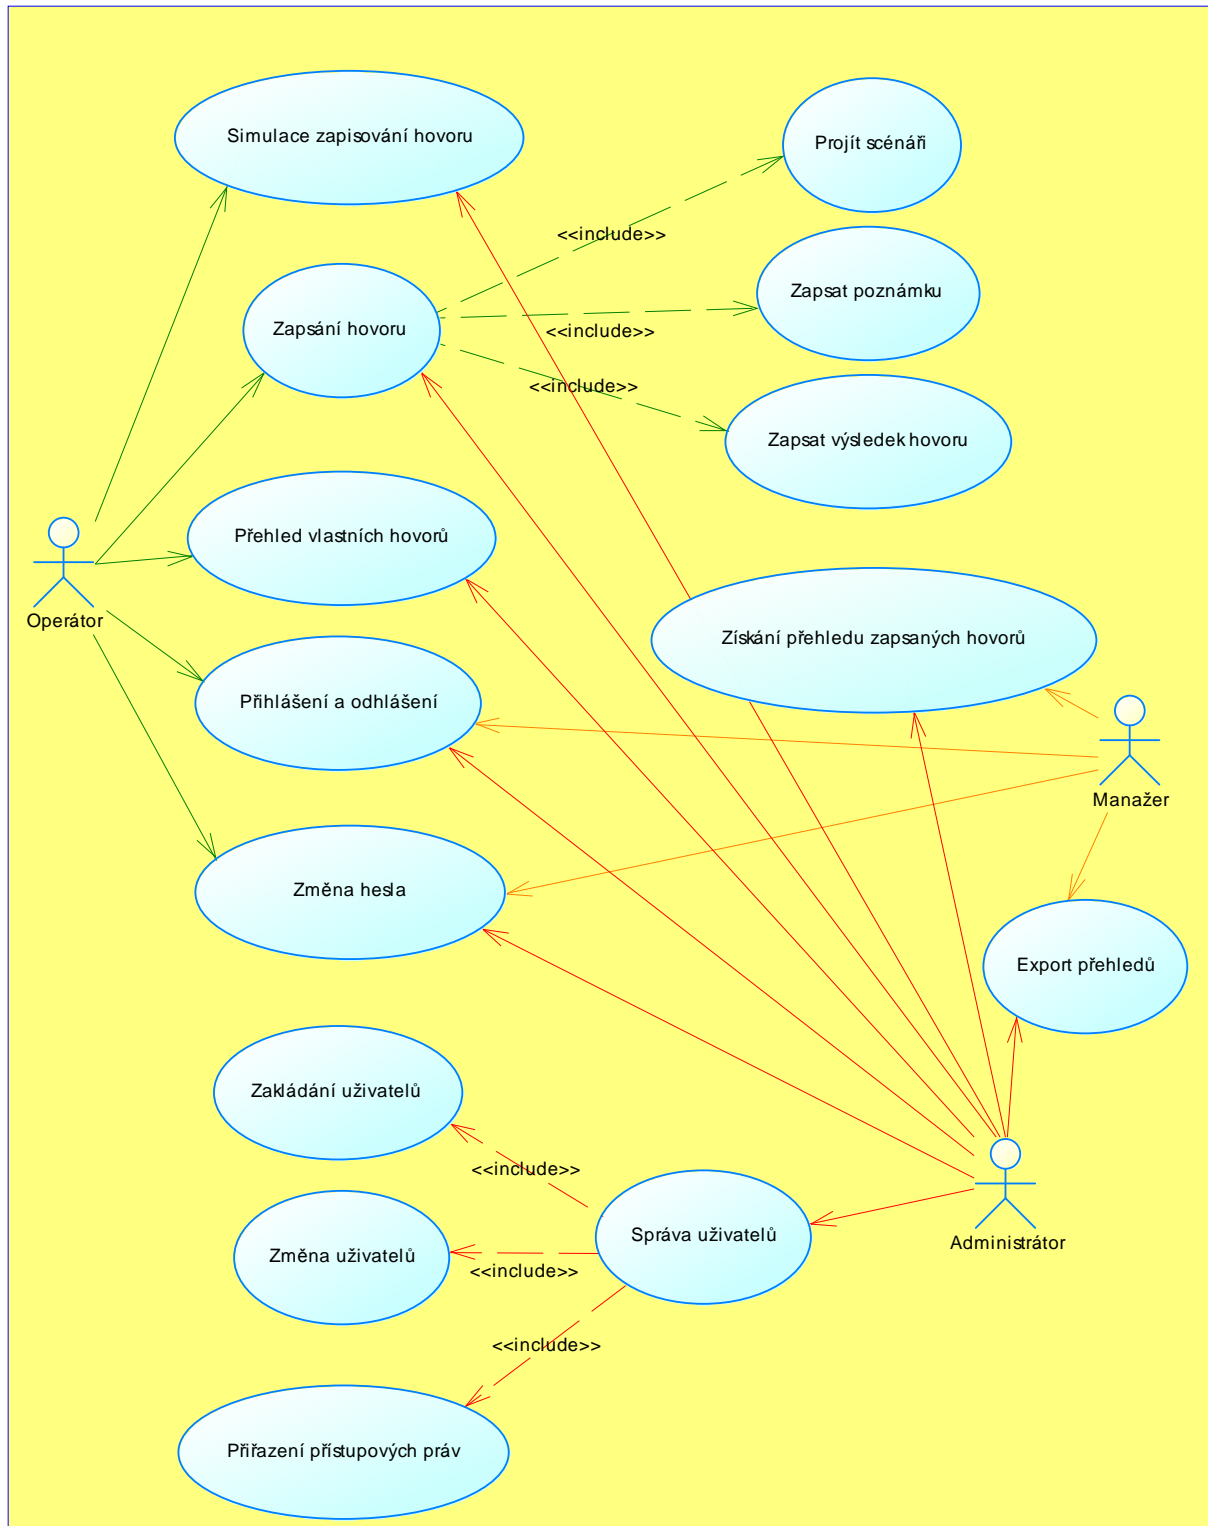 Simulace zapisování hovoru
Projít scénáři
<<include>>
Zapsat poznámku
Zapsání hovoru
<<include>>
<<include>>
Zapsat výsledek hovoru
Přehled vlastních hovorů
Operátor
Získání přehledu zapsaných hovorů
Přihlášení a odhlášení
Manažer
Změna hesla
Export přehledů
Zakládání uživatelů
<<include>>
Správa uživatelů
Administrátor
Změna uživatelů
<<include>>
<<include>>
Přiřazení přístupových práv